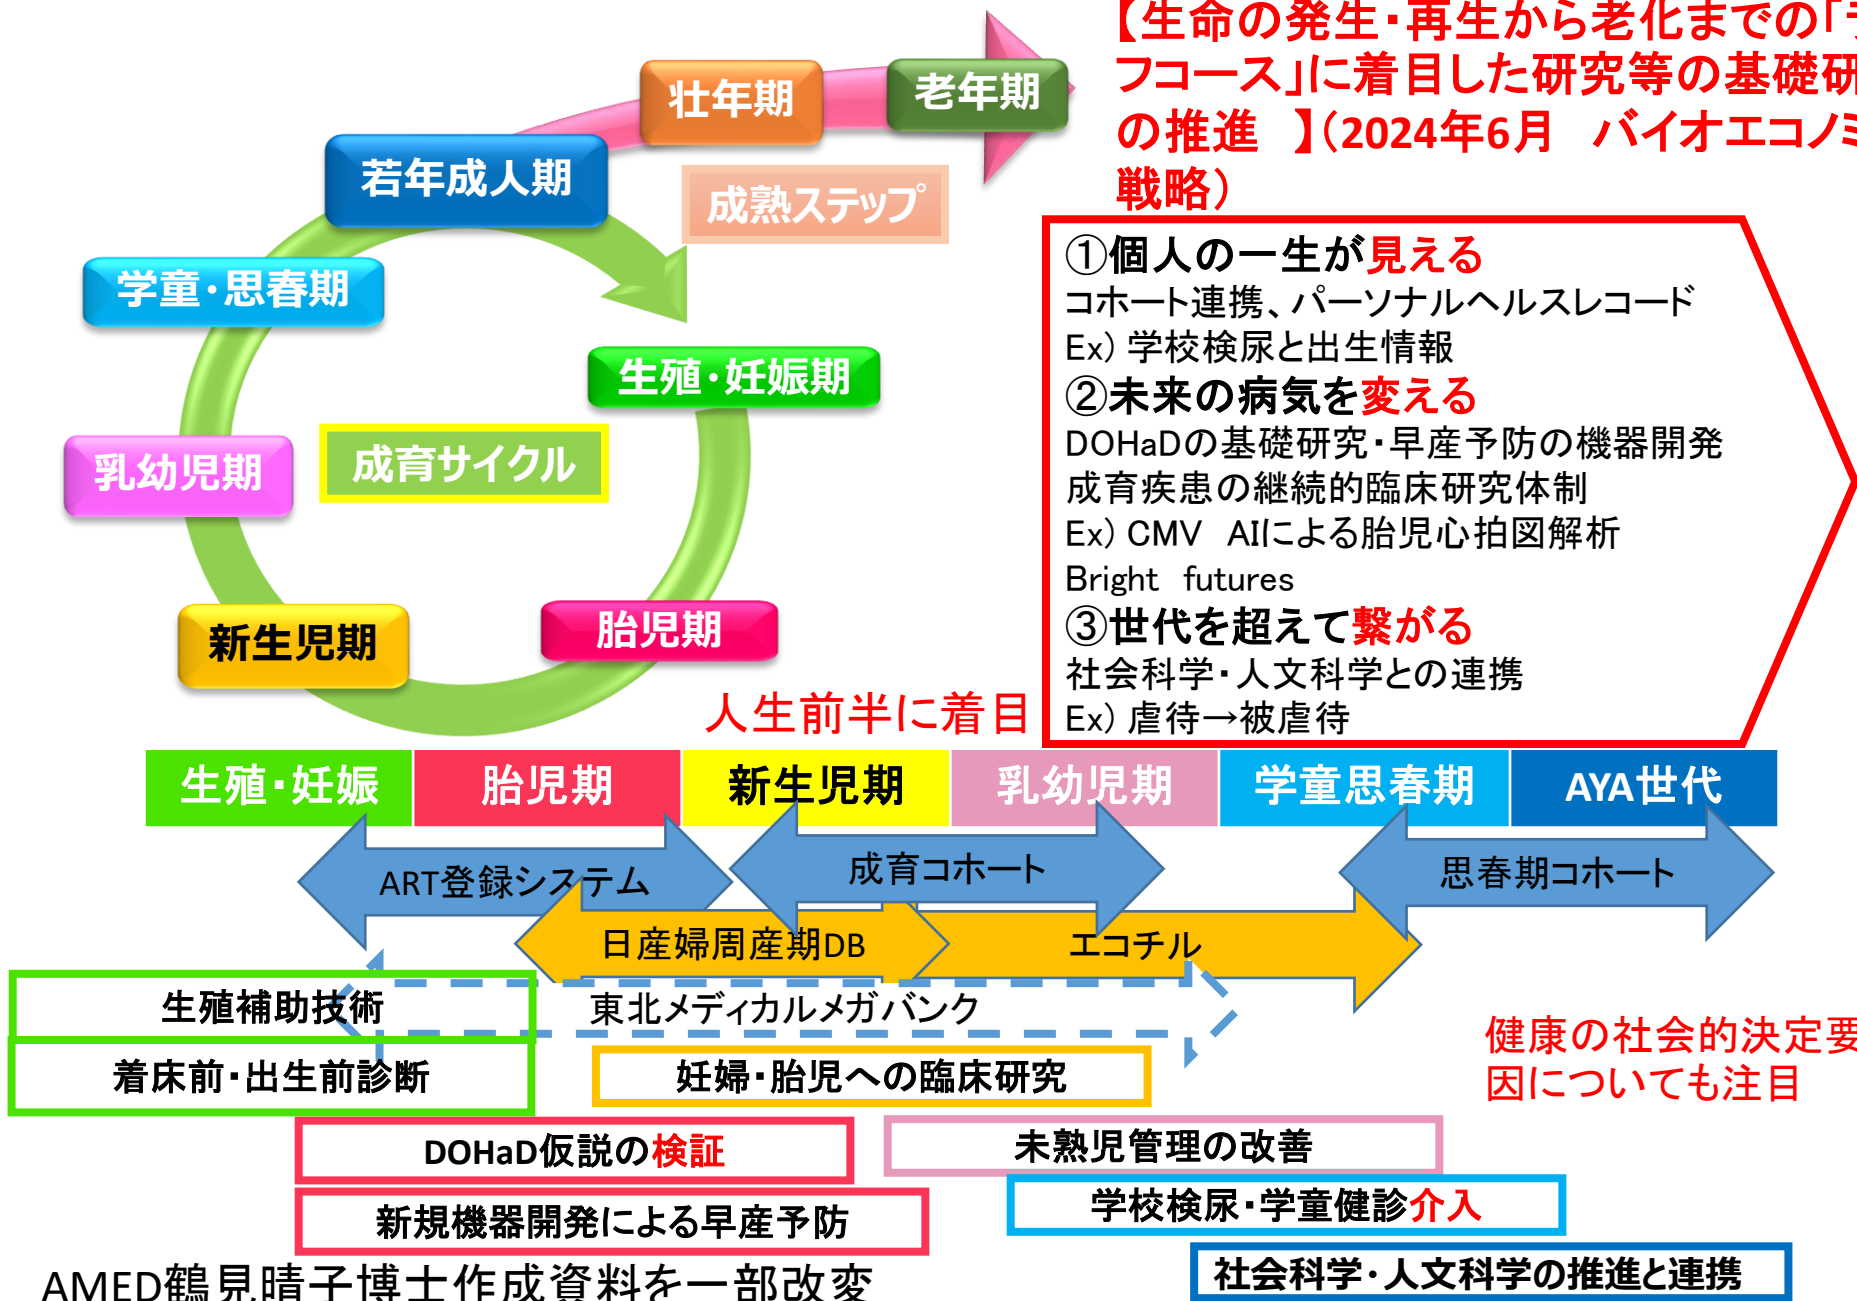 【生命の発生・再生から老化までの「
フコース」に着目した研究等の基礎研
の推進　】（2024年6月　バイオエコノミ
戦略）
壮年期
老年期
若年成人期
成熟ステップ
学童・思春期
生殖・妊娠期
乳幼児期
成育サイクル
新生児期
胎児期
①個人の一生が見える
コホート連携、パーソナルヘルスレコード
Ex）学校検尿と出生情報
②未来の病気を変える
DOHaDの基礎研究・早産予防の機器開発
成育疾患の継続的臨床研究体制
Ex）CMV　AIによる胎児心拍図解析
Bright　futures
③世代を超えて繋がる
社会科学・人文科学との連携
Ex）虐待→被虐待
人生前半に着目
生殖・妊娠
胎児期
新生児期
乳幼児期
学童思春期
AYA世代
ART登録システム
成育コホート
思春期コホート
日産婦周産期DB
エコチル
生殖補助技術
東北メディカルメガバンク
着床前・出生前診断
妊婦・胎児への臨床研究
健康の社会的決定要
因についても注目
DOHaD仮説の検証
未熟児管理の改善
新規機器開発による早産予防
学校検尿・学童健診介入
社会科学・人文科学の推進と連携
AMED鶴見晴子博士作成資料を一部改変